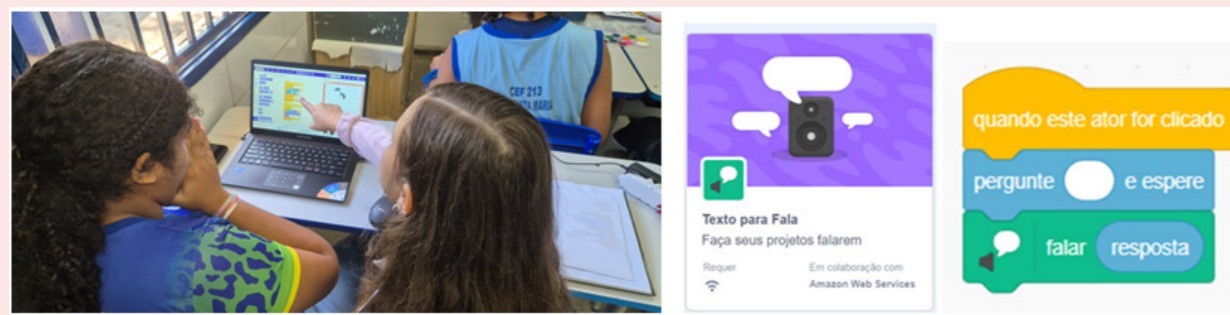 CEF 213
Texto para Fala
Faça seus projetos falarem
Requer
Em colaboração com
Amazon Web Services
quando este ator for clicado
pergunte e espere
falar resposta